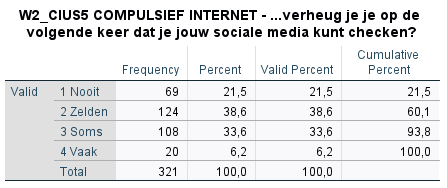 W2_CIUS5 COMPULSIEF INTERNET - ...verheug je je op de
volgende keer dat je jouw sociale media kunt checken?
Frequency Percent Valid Percent Cumulative Percent
Valid 1 Nooit 69 21,5 21,5 21,5
2 Zelden 124 38,6 38,6 60,1
3 Soms 108 33,6 33,6 93,8
4 Vaak 20 6,2 6,2 100,0
Total 321 100,0 100,0